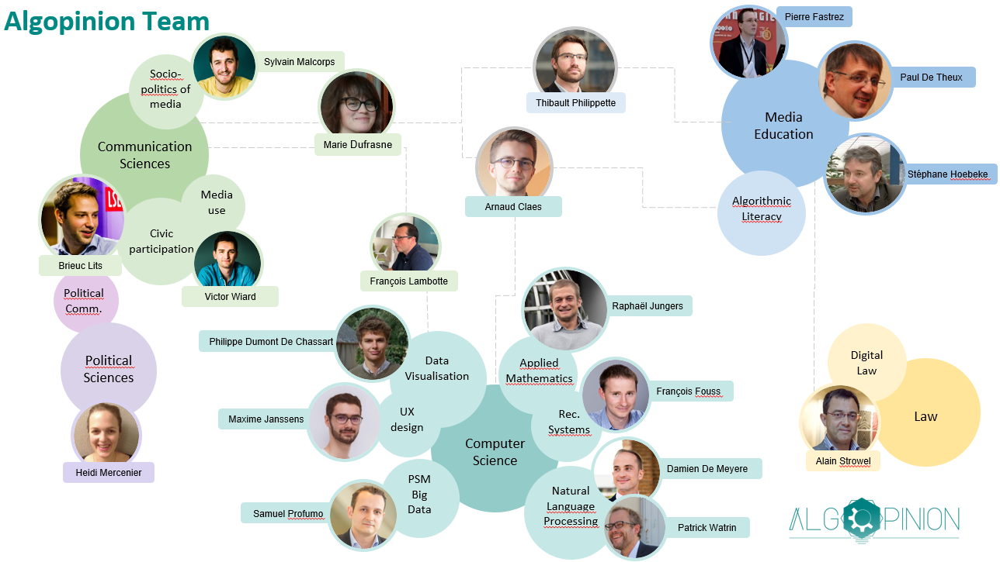 Algopinion Team
Sylvain Malcorps
Socio-
politics of
media
Communication
Sciences
Marie Dufrasne
Media
use
Civic
participation
Brieuc Lits
Victor Wiard
Political
Comm.
Political
Sciences
Heidi Mercenier
Thibault Philippette
Arnaud Claes
François Lambotte
Pierre Fastrez
Paul De Theux
Media
Education
Stéphane Hoebeke
Algorithmic
Literacy
Raphaël Jungers
Philippe Dumont De Chassart
Data
Visualisation
Applied
Mathematics
François Fouss
Maxime Janssens
UX
design
Rec.
Systems
Computer
Science
Damien De Meyere
PSM
Big
Data
Natural
Language
Processing
Samuel Profumo
Patrick Watrin
Digital
Law
Law
Alain Strowel
ALGOPINION
LSE